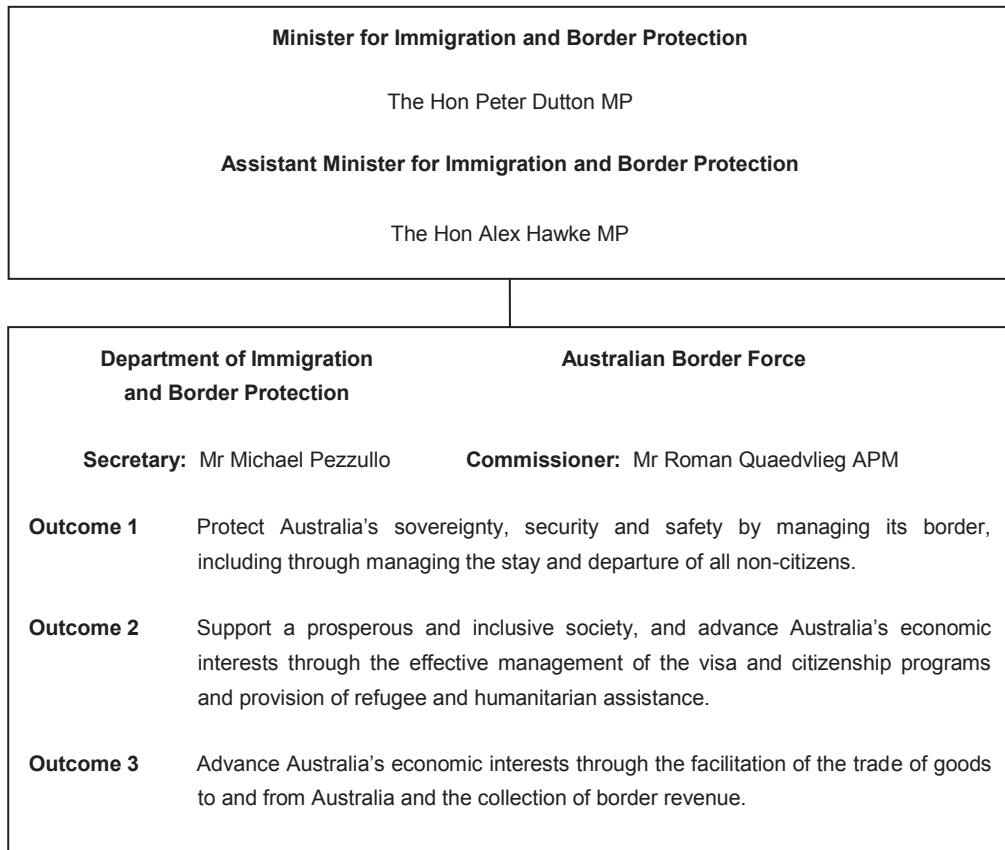 Minister for Immigration and Border Protection
The Hon Peter Dutton MP
Assistant Minister for Immigration and Border Protection
The Hon Alex Hawke MP
Department of Immigration
and Border Protection
Australian Border Force
Secretary: Mr Michael Pezzullo
Commissioner: Mr Roman Quaedvlieg APM
Outcome 1 Protect Australia’s sovereignty, security and safety by managing its border,
including through managing the stay and departure of all non-citizens.
Outcome 2 Support a prosperous and inclusive society, and advance Australia’s economic
interests through the effective management of the visa and citizenship programs
and provision of refugee and humanitarian assistance.
Outcome 3 Advance Australia’s economic interests through the facilitation of the trade of goods
to and from Australia and the collection of border revenue.